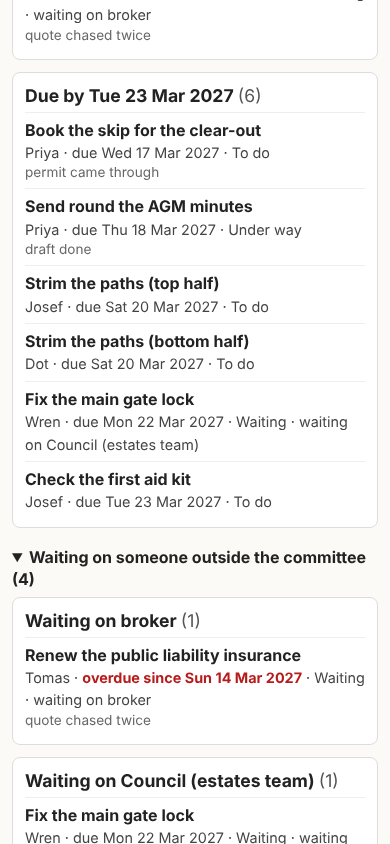 · waiting on broker
quote chased twice
Due by Tue 23 Mar 2027 (6)
Book the skip for the clear-out
Priya · due Wed 17 Mar 2027 · To do
permit came through
Send round the AGM minutes
Priya · due Thu 18 Mar 2027 · Under way
draft done
Strim the paths (top half)
Josef · due Sat 20 Mar 2027 · To do
Strim the paths (bottom half)
Dot · due Sat 20 Mar 2027 · To do
Fix the main gate lock
Wren · due Mon 22 Mar 2027 · Waiting · waiting
on Council (estates team)
Check the first aid kit
Josef · due Tue 23 Mar 2027 · To do
▼ Waiting on someone outside the committee
(4)
Waiting on broker (1)
Renew the public liability insurance
Tomas · overdue since Sun 14 Mar 2027 · Waiting
· waiting on broker
quote chased twice
Waiting on Council (estates team) (1)
Fix the main gate lock
Wren · due Mon 22 Mar 2027 · Waiting · waiting